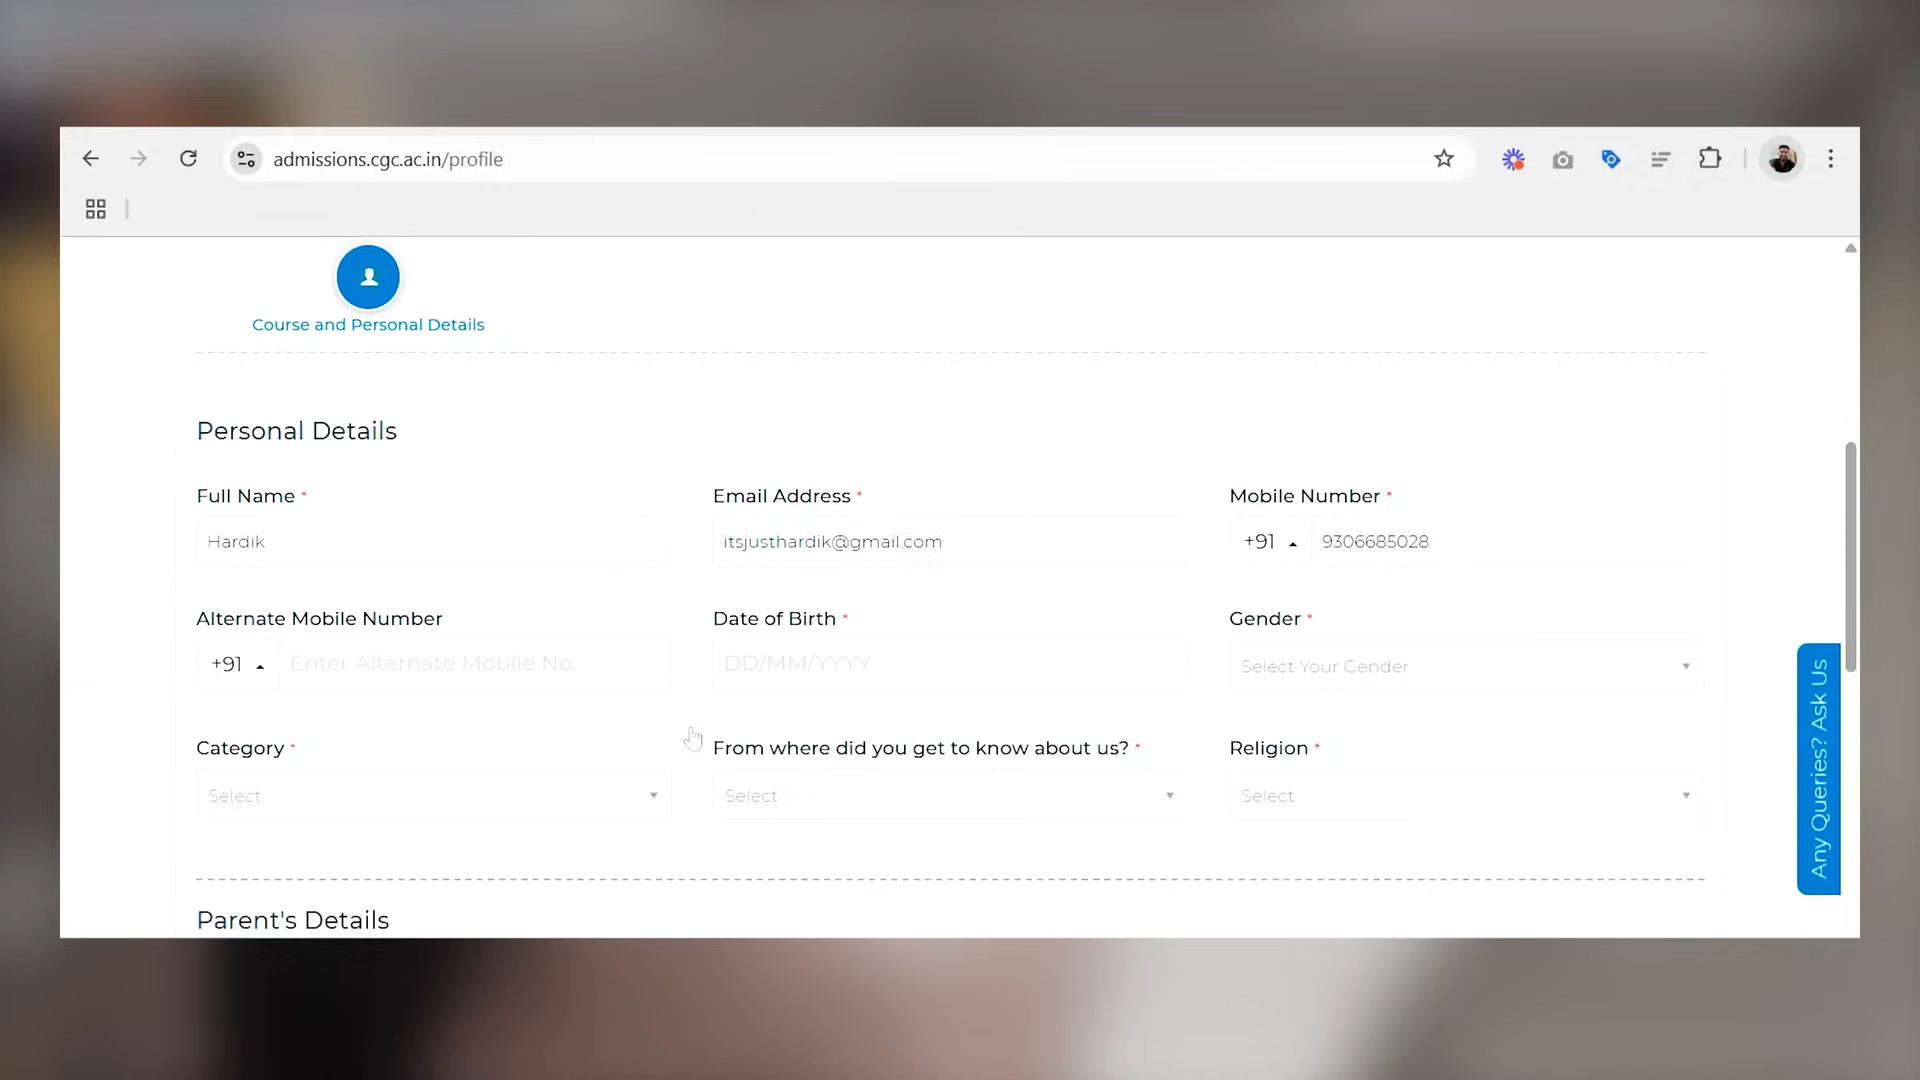 admissions.cgc.ac.in/profile
Course and Personal Details
Personal Details
Full Name *
Email Address *
Mobile Number *
Hardik
itsjusthardik@gmail.com
+91 9306685028
Alternate Mobile Number
Date of Birth *
Gender *
+91 Enter Alternate Mobile No.
DD/MM/YYYY
Select Your Gender
Category *
From where did you get to know about us? *
Religion *
Select
Select
Select
Any Queries? Ask Us
Parent's Details